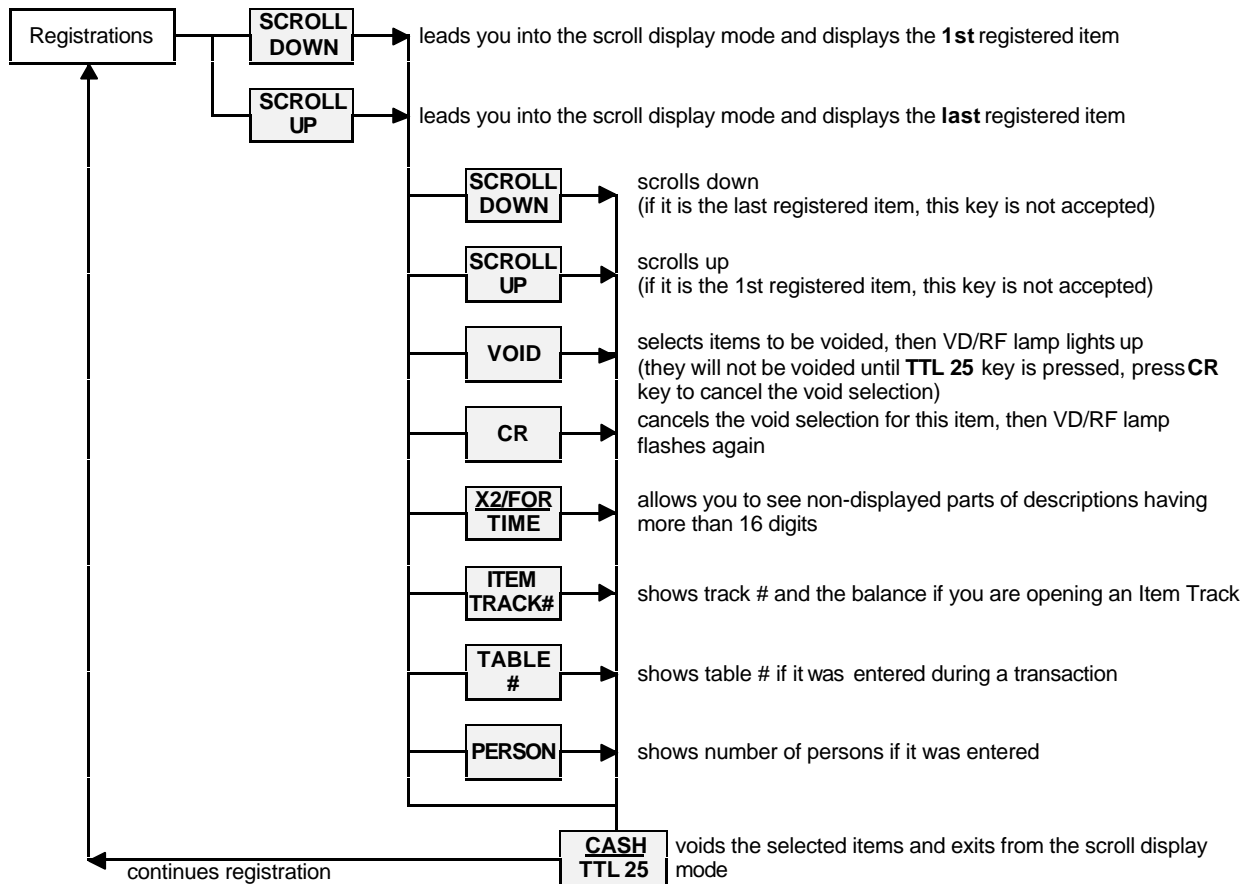 Registrations
SCROLL
DOWN
leads you into the scroll display mode and displays the 1st registered item
SCROLL
UP
leads you into the scroll display mode and displays the last registered item
SCROLL
DOWN
scrolls down
(if it is the last registered item, this key is not accepted)
SCROLL
UP
scrolls up
(if it is the 1st registered item, this key is not accepted)
VOID
selects items to be voided, then VD/RF lamp lights up
(they will not be voided until TTL 25 key is pressed, press CR
key to cancel the void selection)
CR
cancels the void selection for this item, then VD/RF lamp
flashes again
X2/FOR
TIME
allows you to see non-displayed parts of descriptions having
more than 16 digits
ITEM
TRACK#
shows track # and the balance if you are opening an Item Track
TABLE
#
shows table # if it was entered during a transaction
PERSON
shows number of persons if it was entered
CASH
TTL 25
voids the selected items and exits from the scroll display
mode
continues registration